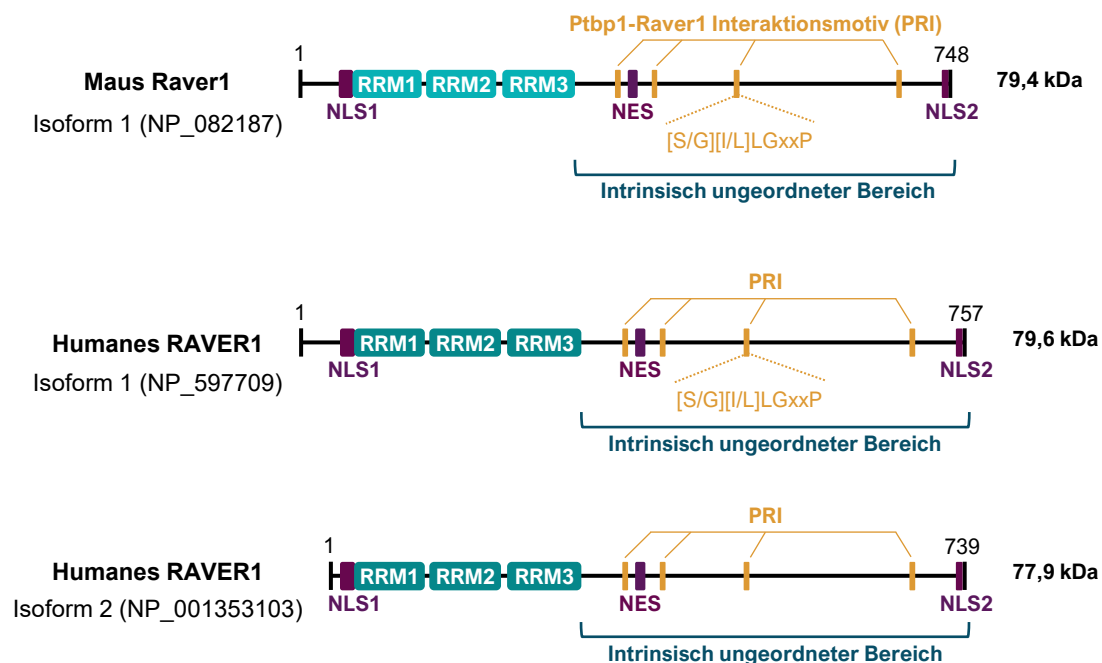 Ptbp1-Raver1 Interaktionsmotiv (PRI)
1
748
Maus Raver1
RRM1 RRM2 RRM3
79,4 kDa
NLS1
NES
NLS2
Isoform 1 (NP_082187)
[S/G][I/L]LGxxP
Intrinsisch ungeordneter Bereich
PRI
1
757
Humanes RAVER1
RRM1 RRM2 RRM3
79,6 kDa
NLS1
NES
NLS2
Isoform 1 (NP_597709)
[S/G][I/L]LGxxP
Intrinsisch ungeordneter Bereich
PRI
1
739
Humanes RAVER1
RRM1 RRM2 RRM3
77,9 kDa
NLS1
NES
NLS2
Isoform 2 (NP_001353103)
Intrinsisch ungeordneter Bereich